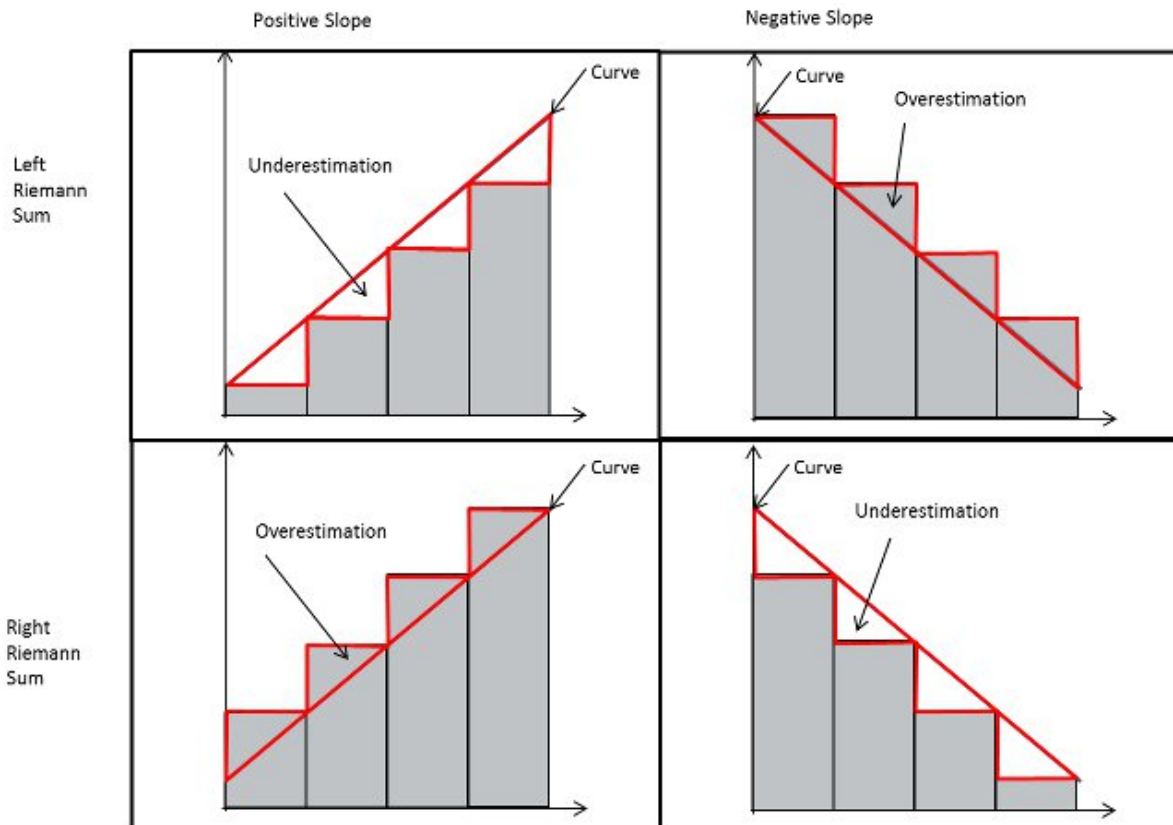 Positive Slope
Negative Slope
Left
Riemann
Sum
Curve
Underestimation
Curve
Overestimation
Right
Riemann
Sum
Curve
Overestimation
Curve
Underestimation